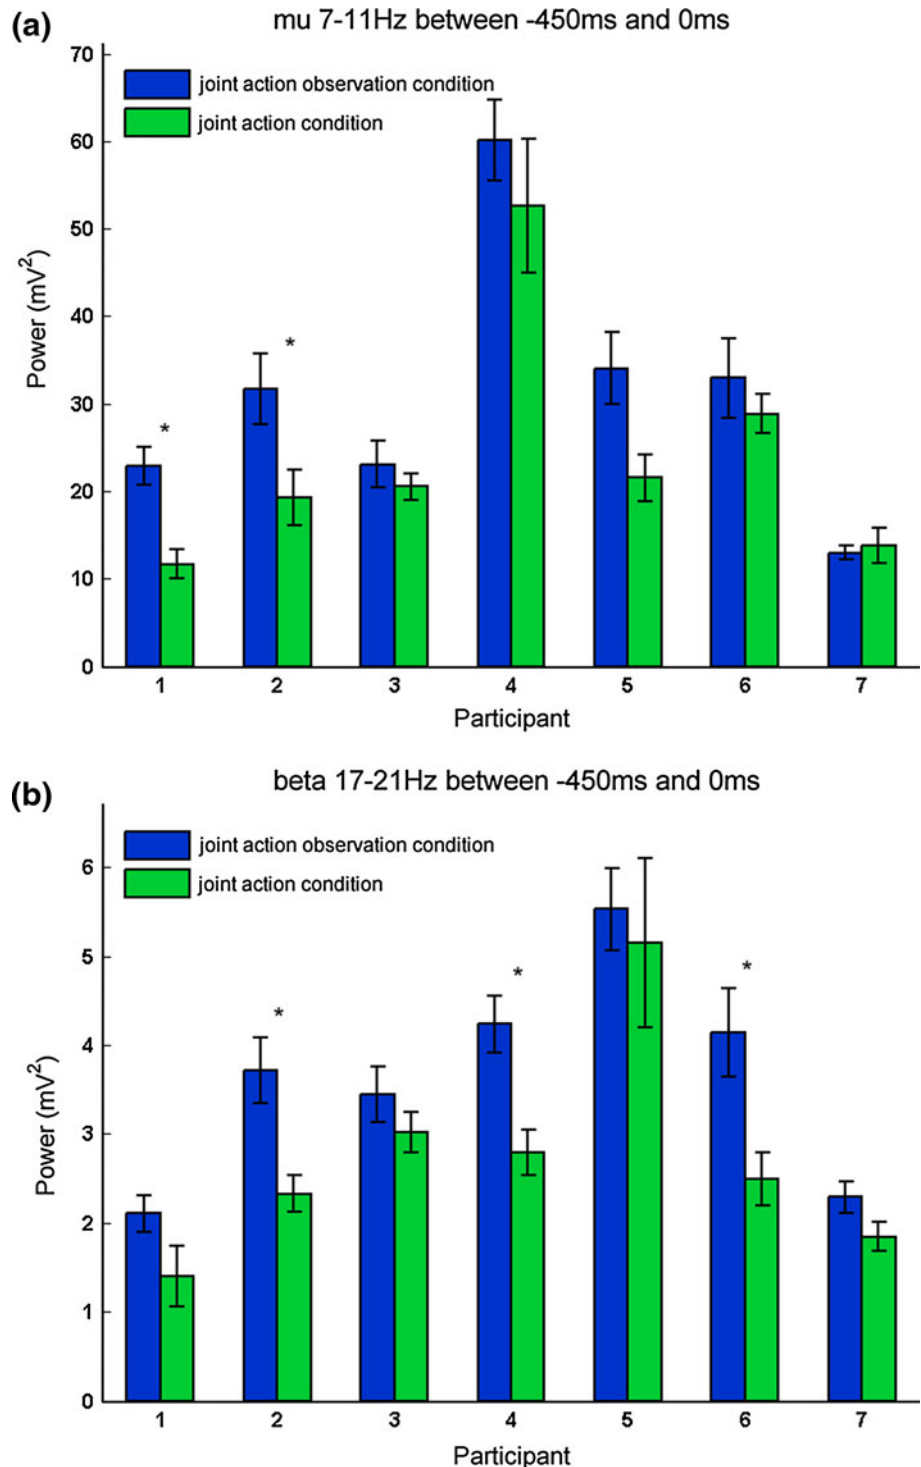 (a)
mu 7-11Hz between -450ms and 0ms
70
joint action observation condition
joint action condition
60
50
40
30
20
10
0
Power (mV²)
*
*
1 2 3 4 5 6 7
Participant
(b)
beta 17-21Hz between -450ms and 0ms
joint action observation condition
joint action condition
6
5
4
3
2
1
0
Power (mV²)
*
*
*
1 2 3 4 5 6 7
Participant